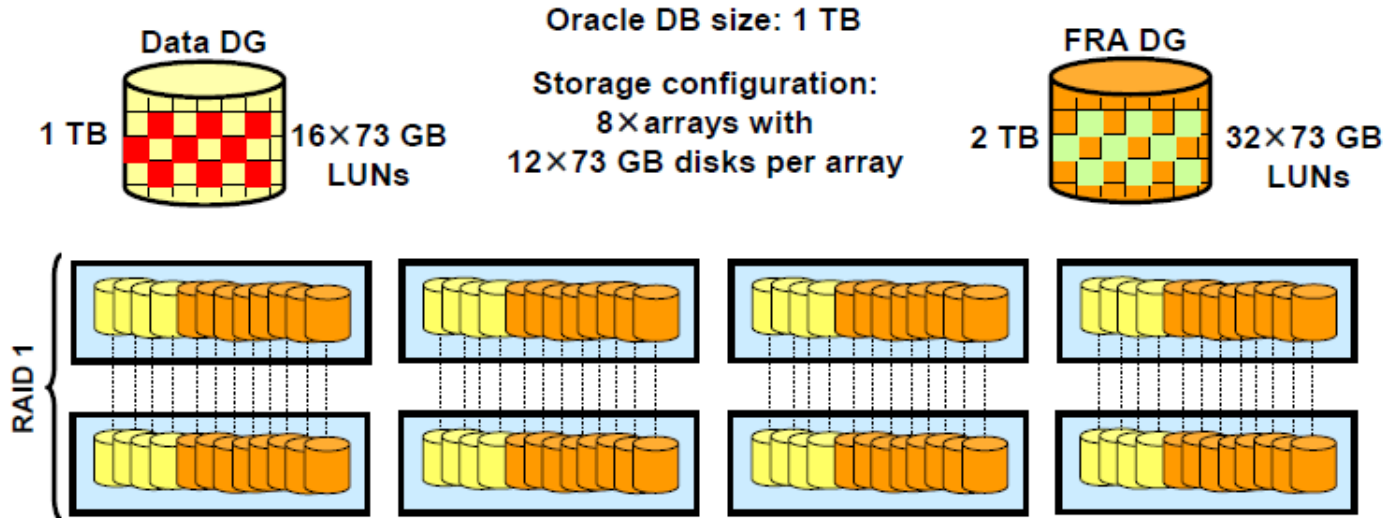 Oracle DB size: 1 TB
Data DG
FRA DG
Storage configuration:
8×arrays with
12×73 GB disks per array
1 TB
16×73 GB
LUNs
2 TB
32×73 GB
LUNs
RAID 1